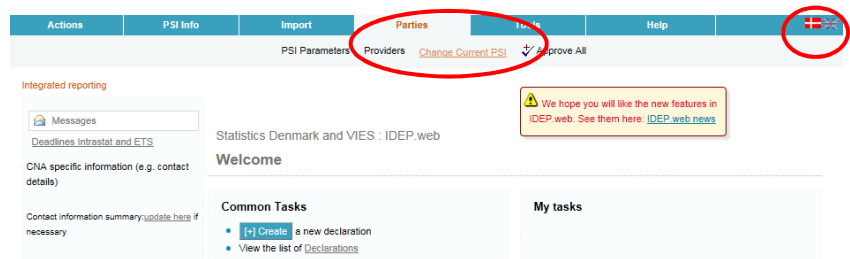 Actions PSI Info Import Parties Tools Help
PSI Parameters Providers Change Current PSI Approve All
Integrated reporting
We hope you will like the new features in
IDEP.web. See them here: IDEP.web news
Messages
Deadlines Intrastat and ETS
Statistics Denmark and VIES : IDEP.web
Welcome
CNA specific information (e.g. contact
details)
Contact information summary:update here if
necessary
Common Tasks
[+] Create a new declaration
View the list of Declarations
My tasks